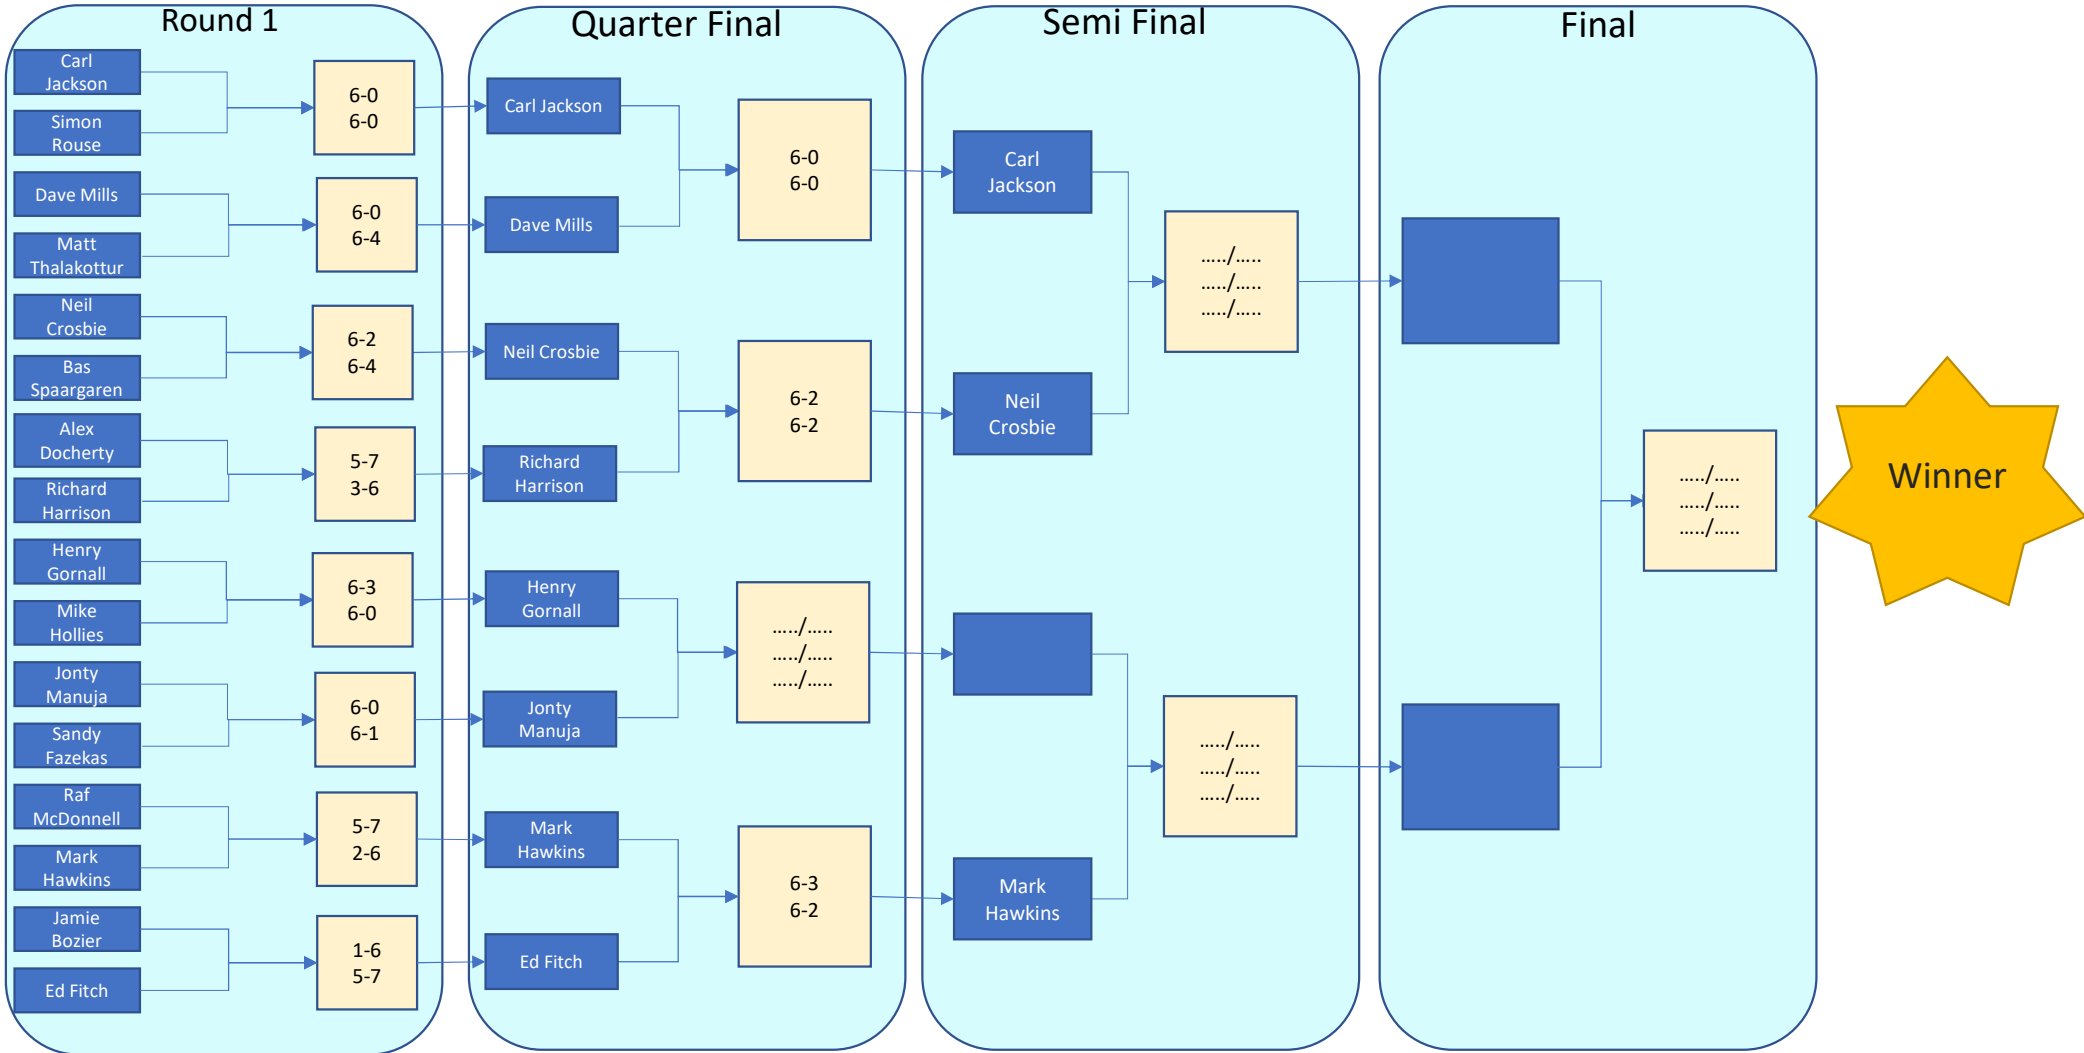 Round 1
Carl
Jackson
Simon
Rouse
6-0
6-0
Dave Mills
Matt
Thalakottur
6-0
6-4
Neil
Crosbie
Bas
Spaargaren
6-2
6-4
Alex
Docherty
Richard
Harrison
5-7
3-6
Henry
Gornall
Mike
Hollies
6-3
6-0
Jonty
Manuja
Sandy
Fazekas
6-0
6-1
Raf
McDonnell
Mark
Hawkins
5-7
2-6
Jamie
Bozier
Ed Fitch
1-6
5-7
Quarter Final
Carl Jackson
Dave Mills
6-0
6-0
Neil Crosbie
Richard
Harrison
6-2
6-2
Henry
Gornall
Jonty
Manuja
...../.....
...../.....
...../.....
Mark
Hawkins
Ed Fitch
6-3
6-2
Semi Final
Carl
Jackson
Neil
Crosbie
...../.....
...../.....
...../.....
Mark
Hawkins
...../.....
...../.....
...../.....
Final
...../.....
...../.....
...../.....
Winner